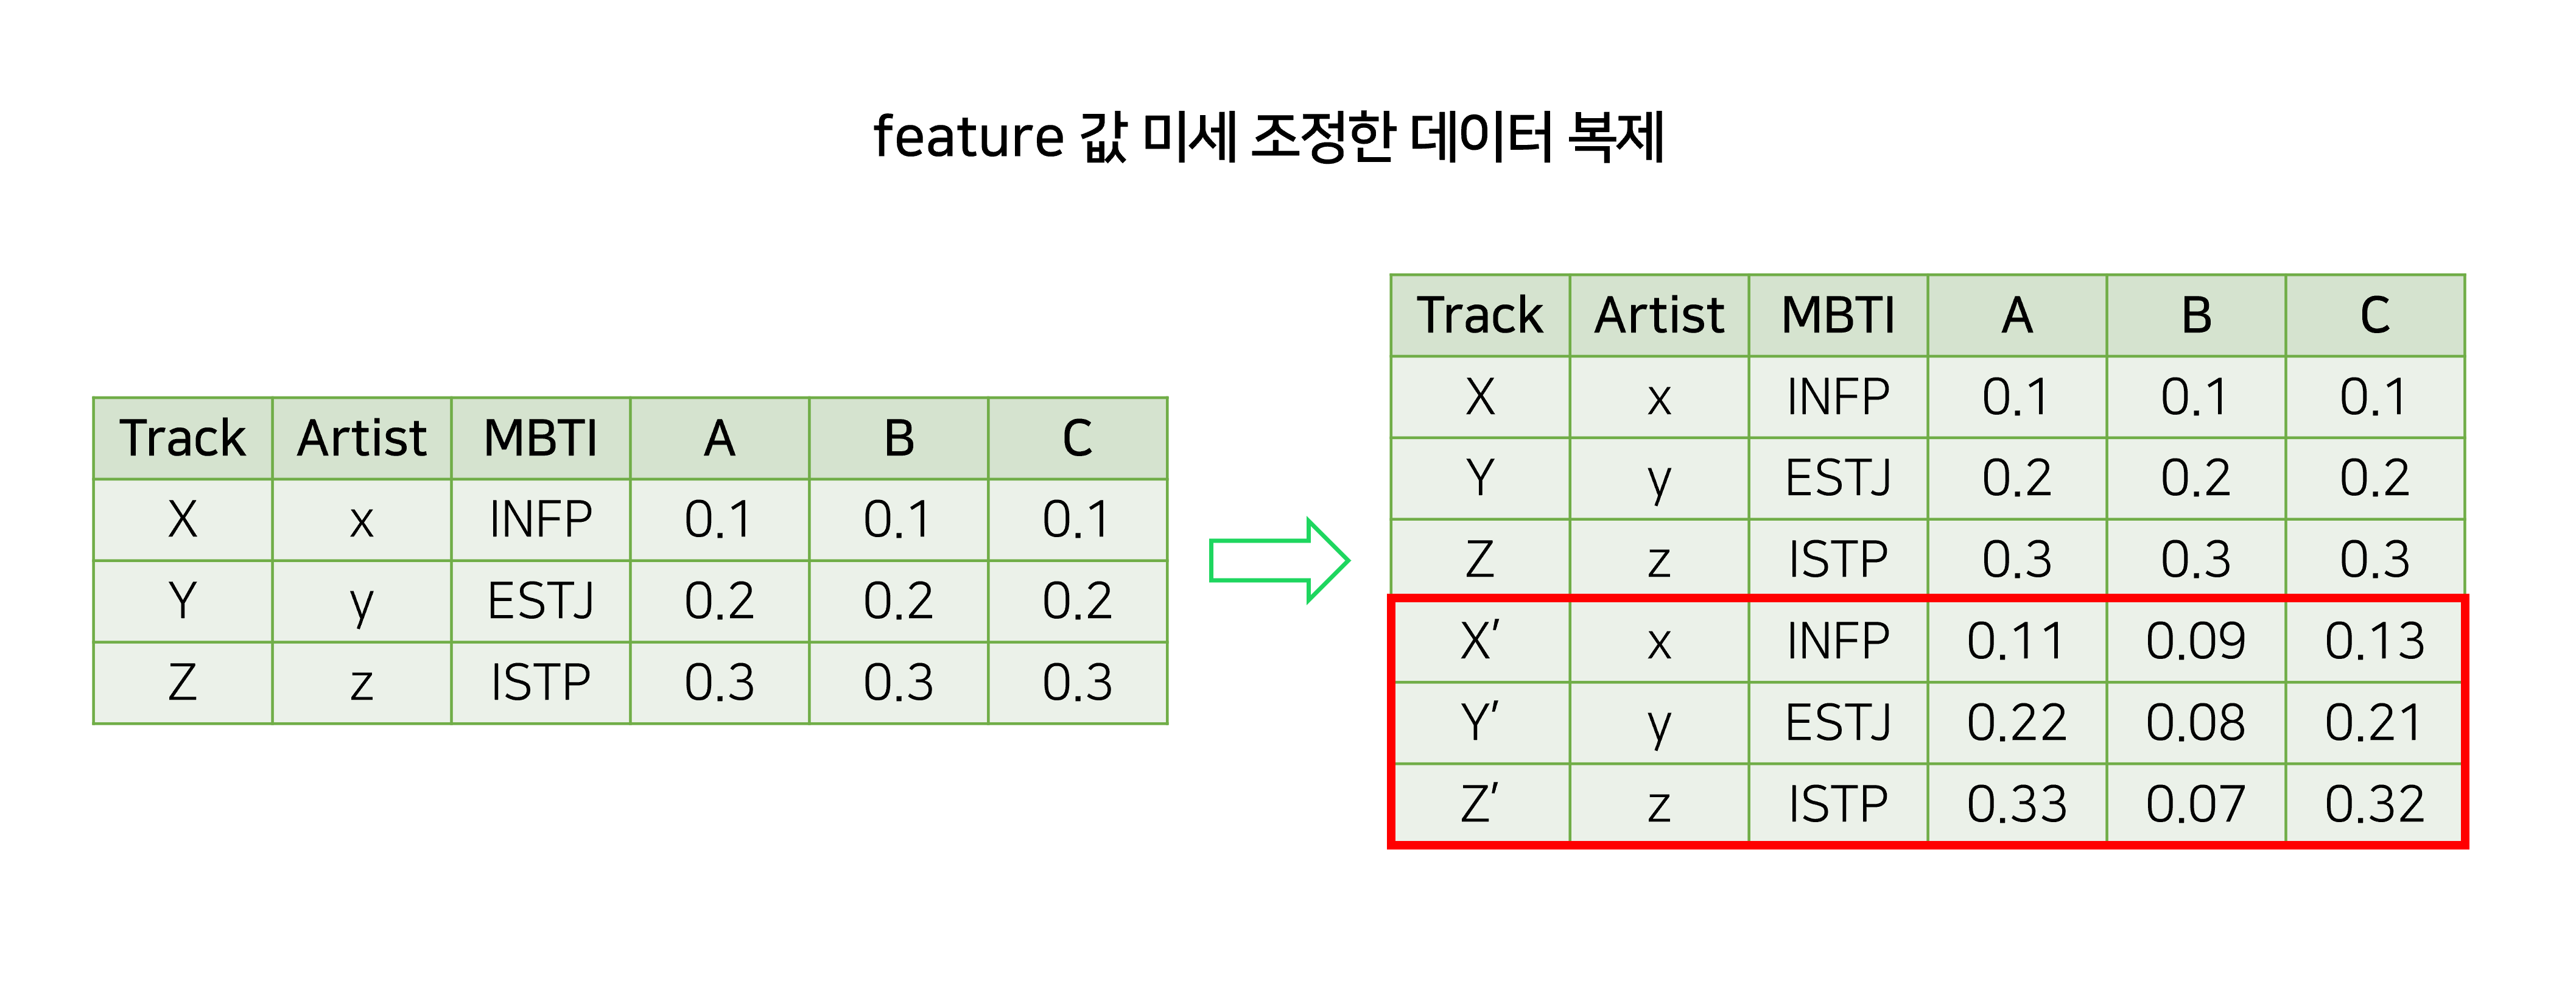 feature 값 미세 조정한 데이터 복제
Track Artist MBTI A B C
X x INFP 0.1 0.1 0.1
Y y ESTJ 0.2 0.2 0.2
Z z ISTP 0.3 0.3 0.3
Track Artist MBTI A B C
X x INFP 0.1 0.1 0.1
Y y ESTJ 0.2 0.2 0.2
Z z ISTP 0.3 0.3 0.3
X′ x INFP 0.11 0.09 0.13
Y′ y ESTJ 0.22 0.08 0.21
Z′ z ISTP 0.33 0.07 0.32